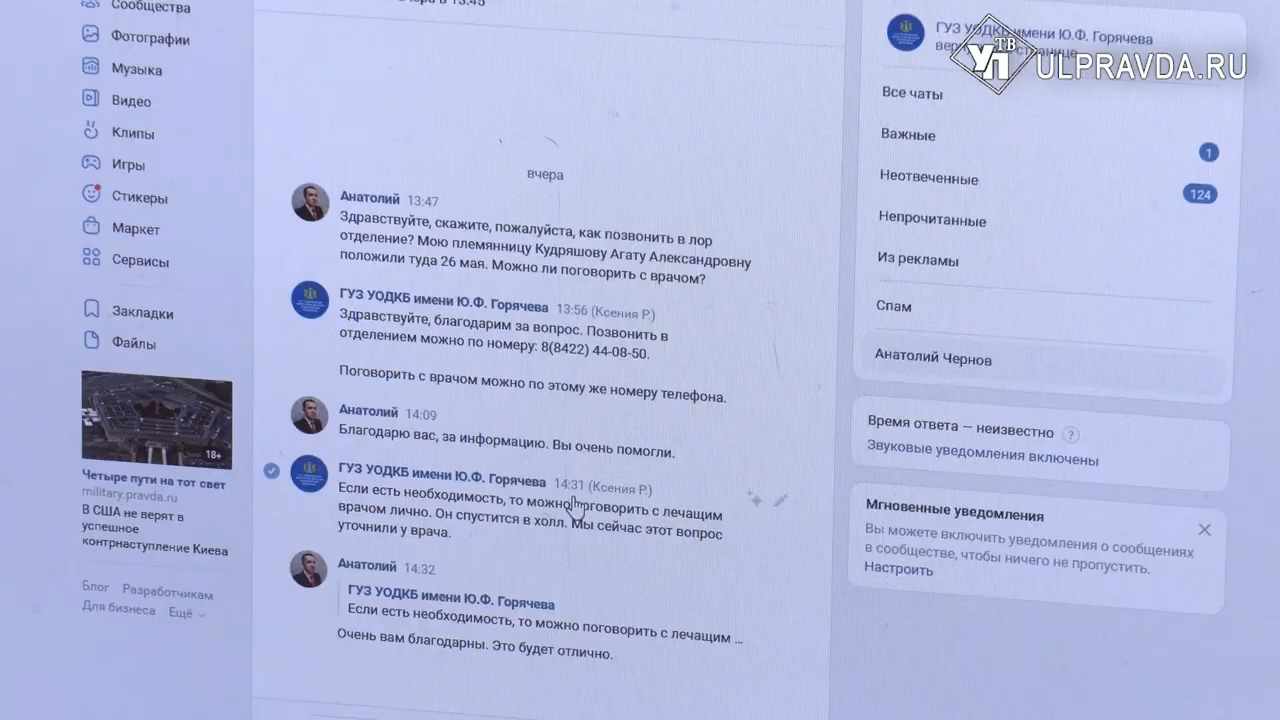 Сообщества
Фотографии
Музыка
Видео
Клипы
Игры
Стикеры
Маркет
Сервисы
Закладки
Файлы
18+
Четыре пути на тот свет
military.pravda.ru
В США не верят в
успешное
контрнаступление Киева
Блог Разработчикам
Для бизнеса Ещё
в 13:45
вчера
Анатолий 13:47
Здравствуйте, скажите, пожалуйста, как позвонить в лор
отделение? Мою племянницу Кудряшову Агату Александровну
положили туда 26 мая. Можно ли поговорить с врачом?
ГУЗ УОДКБ имени Ю.Ф. Горячева 13:56 (Ксения Р.)
Здравствуйте, благодарим за вопрос. Позвонить в
отделением можно по номеру: 8(8422) 44-08-50.
Поговорить с врачом можно по этому же номеру телефона.
Анатолий 14:09
Благодарю вас, за информацию. Вы очень помогли.
ГУЗ УОДКБ имени Ю.Ф. Горячева 14:31 (Ксения Р.)
Если есть необходимость, то можно поговорить с лечащим
врачом лично. Он спустится в холл. Мы сейчас этот вопрос
уточнили у врача.
Анатолий 14:32
ГУЗ УОДКБ имени Ю.Ф. Горячева
Если есть необходимость, то можно поговорить с лечащим ...
Очень вам благодарны. Это будет отлично.
ГУЗ УОДКБ имени Ю.Ф. Горячева
УП ТВ ULPRAVDA.RU
Все чаты
Важные
1
Неотвеченные
124
Непрочитанные
Из рекламы
Спам
Анатолий Чернов
Время ответа — неизвестно ?
Звуковые уведомления включены
Мгновенные уведомления
Вы можете включить уведомления о сообщениях
в сообществе, чтобы ничего не пропустить.
Настроить